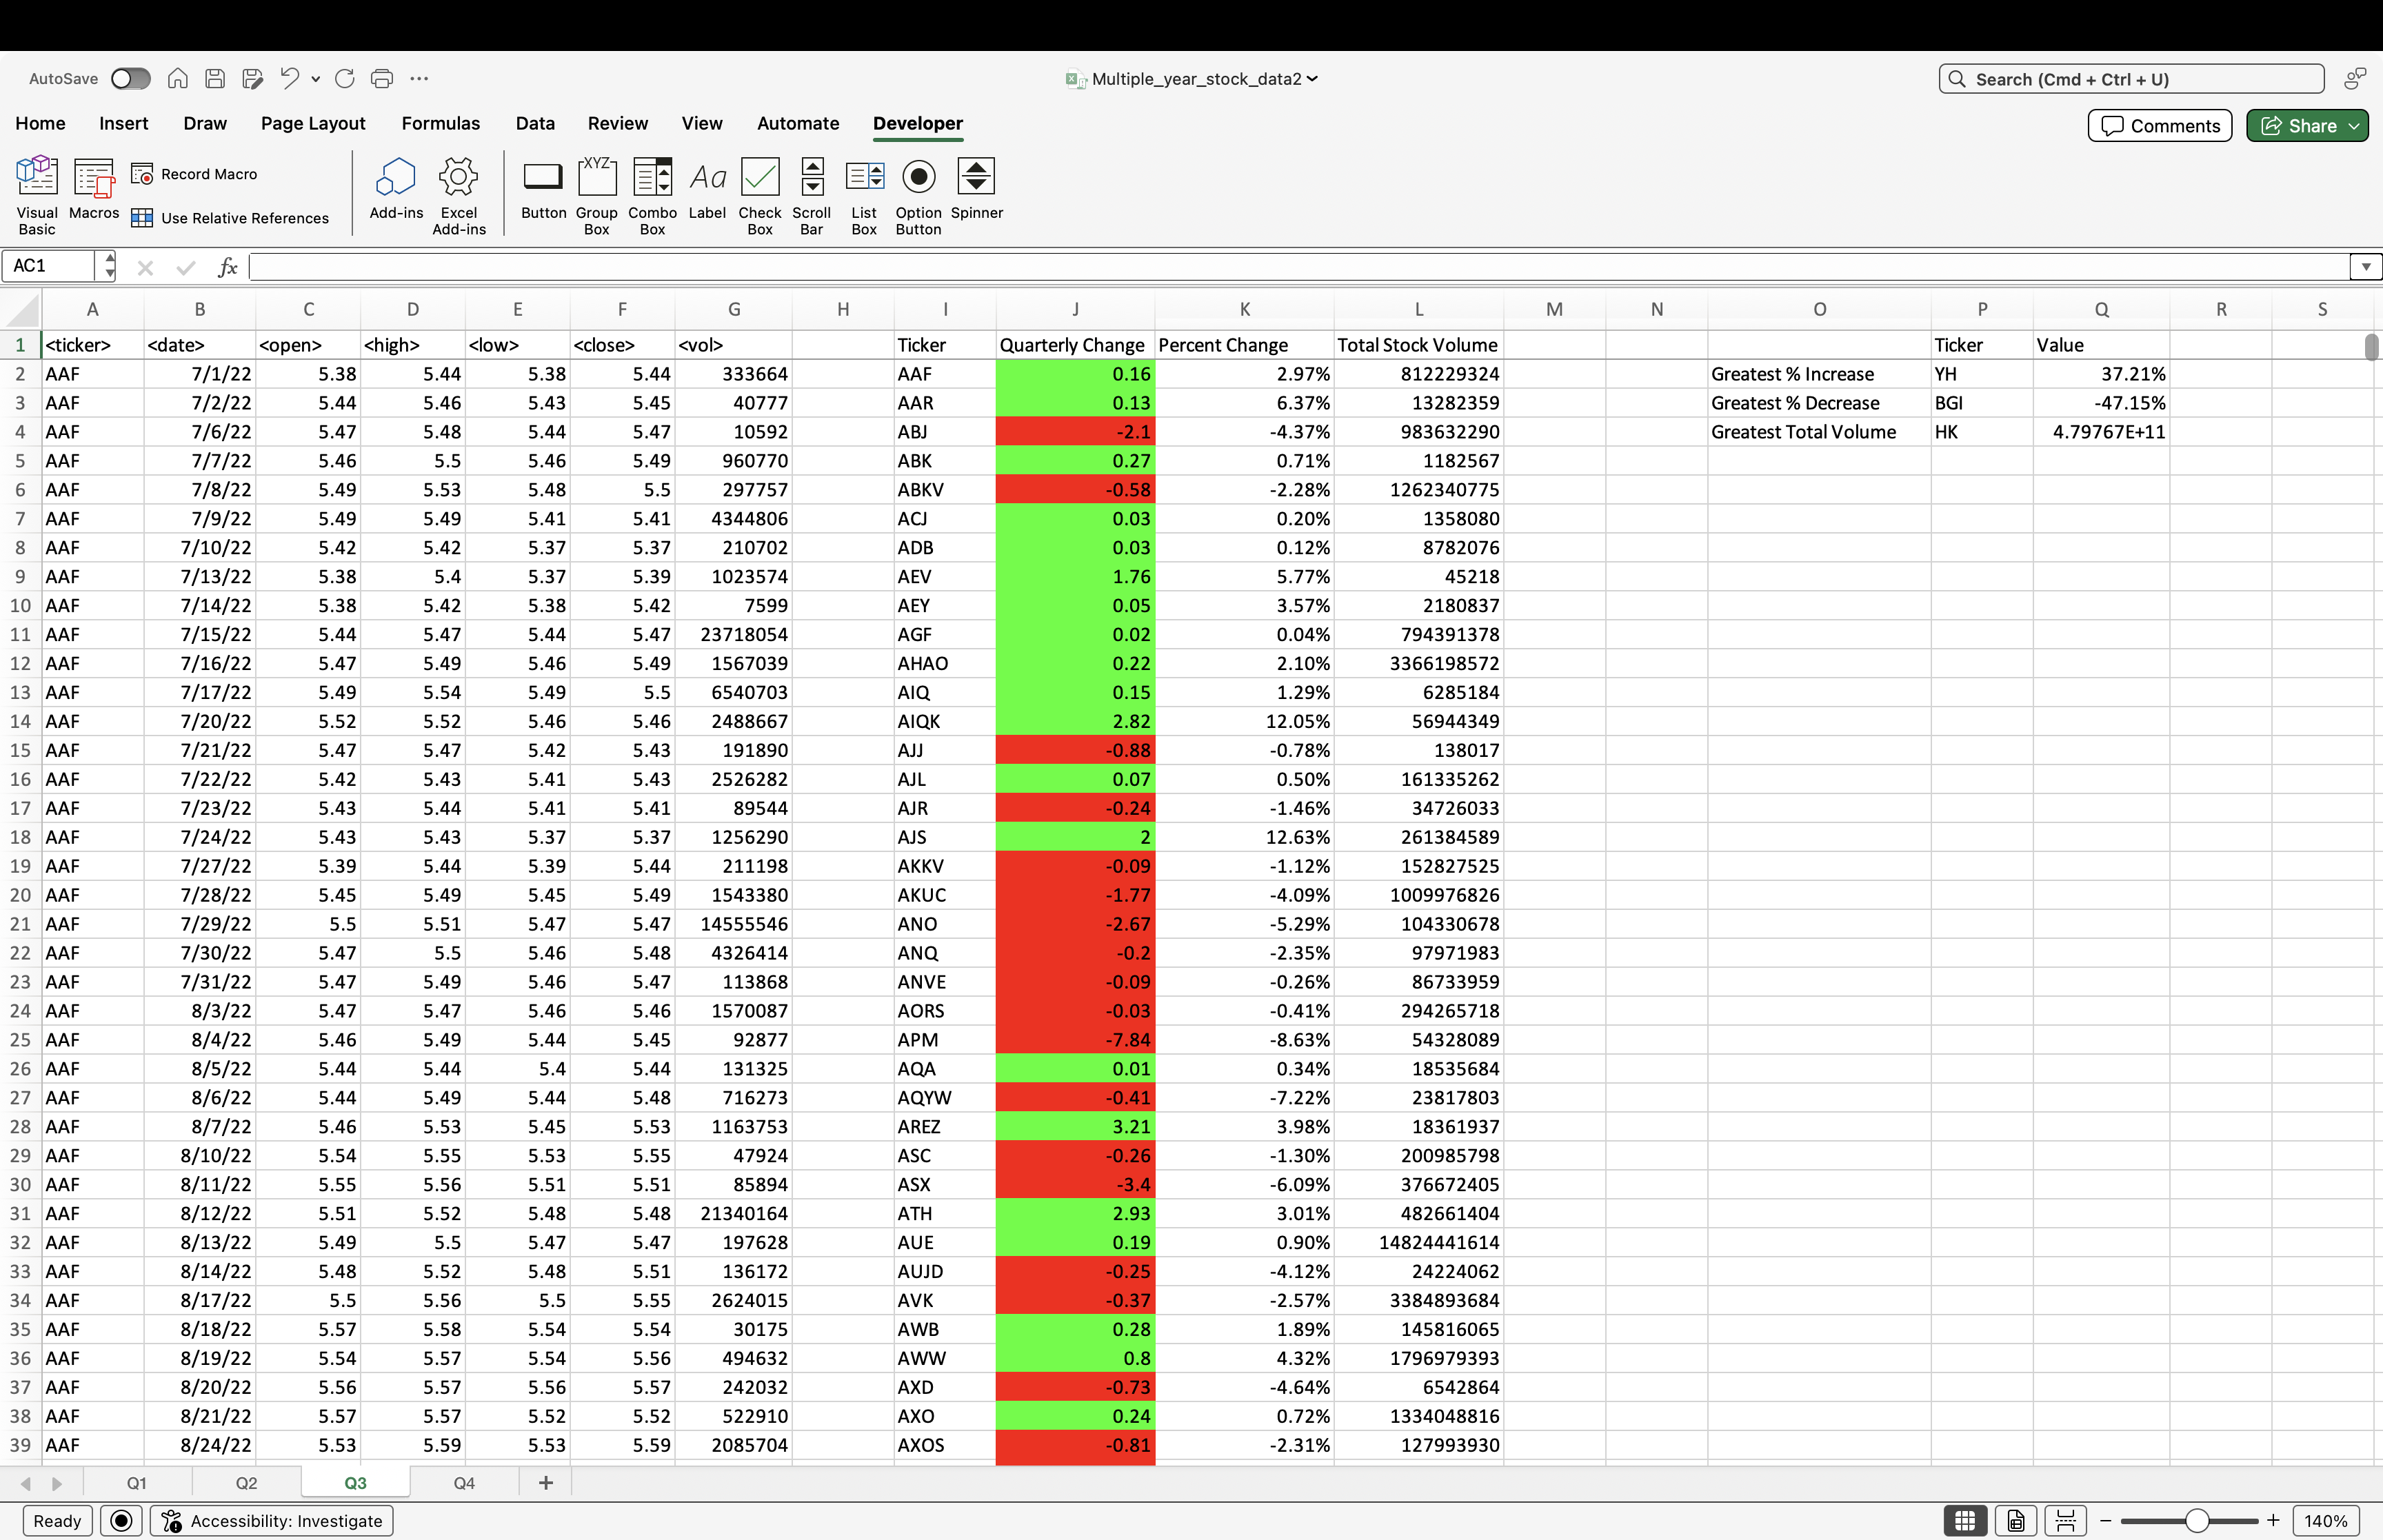 AutoSave Multiple_year_stock_data2 Search (Cmd + Ctrl + U)
Home Insert Draw Page Layout Formulas Data Review View Automate Developer Comments Share
Record Macro
Use Relative References
Visual Basic Macros Add-ins Excel Add-ins Button XYZ Group Box Combo Box Aa Label Check Box Scroll Bar List Box Option Button Spinner
AC1 fx
A B C D E F G H I J K L M N O P Q R S
1 <ticker> <date> <open> <high> <low> <close> <vol> Ticker Quarterly Change Percent Change Total Stock Volume Ticker Value
2 AAF 7/1/22 5.38 5.44 5.38 5.44 333664 AAF 0.16 2.97% 812229324 Greatest % Increase YH 37.21%
3 AAF 7/2/22 5.44 5.46 5.43 5.45 40777 AAR 0.13 6.37% 13282359 Greatest % Decrease BGI -47.15%
4 AAF 7/6/22 5.47 5.48 5.44 5.47 10592 ABJ -2.1 -4.37% 983632290 Greatest Total Volume HK 4.79767E+11
5 AAF 7/7/22 5.46 5.5 5.46 5.49 960770 ABK 0.27 0.71% 1182567
6 AAF 7/8/22 5.49 5.53 5.48 5.5 297757 ABKV -0.58 -2.28% 1262340775
7 AAF 7/9/22 5.49 5.49 5.41 5.41 4344806 ACJ 0.03 0.20% 1358080
8 AAF 7/10/22 5.42 5.42 5.37 5.37 210702 ADB 0.03 0.12% 8782076
9 AAF 7/13/22 5.38 5.4 5.37 5.39 1023574 AEV 1.76 5.77% 45218
10 AAF 7/14/22 5.38 5.42 5.38 5.42 7599 AEY 0.05 3.57% 2180837
11 AAF 7/15/22 5.44 5.47 5.44 5.47 23718054 AGF 0.02 0.04% 794391378
12 AAF 7/16/22 5.47 5.49 5.46 5.49 1567039 AHAO 0.22 2.10% 3366198572
13 AAF 7/17/22 5.49 5.54 5.49 5.5 6540703 AIQ 0.15 1.29% 6285184
14 AAF 7/20/22 5.52 5.52 5.46 5.46 2488667 AIQK 2.82 12.05% 56944349
15 AAF 7/21/22 5.47 5.47 5.42 5.43 191890 AJJ -0.88 -0.78% 138017
16 AAF 7/22/22 5.42 5.43 5.41 5.43 2526282 AJL 0.07 0.50% 161335262
17 AAF 7/23/22 5.43 5.44 5.41 5.41 89544 AJR -0.24 -1.46% 34726033
18 AAF 7/24/22 5.43 5.43 5.37 5.37 1256290 AJS 2 12.63% 261384589
19 AAF 7/27/22 5.39 5.44 5.39 5.44 211198 AKKV -0.09 -1.12% 152827525
20 AAF 7/28/22 5.45 5.49 5.45 5.49 1543380 AKUC -1.77 -4.09% 1009976826
21 AAF 7/29/22 5.5 5.51 5.47 5.47 14555546 ANO -2.67 -5.29% 104330678
22 AAF 7/30/22 5.47 5.5 5.46 5.48 4326414 ANQ -0.2 -2.35% 97971983
23 AAF 7/31/22 5.47 5.49 5.46 5.47 113868 ANVE -0.09 -0.26% 86733959
24 AAF 8/3/22 5.47 5.47 5.46 5.46 1570087 AORS -0.03 -0.41% 294265718
25 AAF 8/4/22 5.46 5.49 5.44 5.45 92877 APM -7.84 -8.63% 54328089
26 AAF 8/5/22 5.44 5.44 5.4 5.44 131325 AQA 0.01 0.34% 18535684
27 AAF 8/6/22 5.44 5.49 5.44 5.48 716273 AQYW -0.41 -7.22% 23817803
28 AAF 8/7/22 5.46 5.53 5.45 5.53 1163753 AREZ 3.21 3.98% 18361937
29 AAF 8/10/22 5.54 5.55 5.53 5.55 47924 ASC -0.26 -1.30% 200985798
30 AAF 8/11/22 5.55 5.56 5.51 5.51 85894 ASX -3.4 -6.09% 376672405
31 AAF 8/12/22 5.51 5.52 5.48 5.48 21340164 ATH 2.93 3.01% 482661404
32 AAF 8/13/22 5.49 5.5 5.47 5.47 197628 AUE 0.19 0.90% 14824441614
33 AAF 8/14/22 5.48 5.52 5.48 5.51 136172 AUJD -0.25 -4.12% 24224062
34 AAF 8/17/22 5.5 5.56 5.5 5.55 2624015 AVK -0.37 -2.57% 3384893684
35 AAF 8/18/22 5.57 5.58 5.54 5.54 30175 AWB 0.28 1.89% 145816065
36 AAF 8/19/22 5.54 5.57 5.54 5.56 494632 AWW 0.8 4.32% 1796979393
37 AAF 8/20/22 5.56 5.57 5.56 5.57 242032 AXD -0.73 -4.64% 6542864
38 AAF 8/21/22 5.57 5.57 5.52 5.52 522910 AXO 0.24 0.72% 1334048816
39 AAF 8/24/22 5.53 5.59 5.53 5.59 2085704 AXOS -0.81 -2.31% 127993930
Q1 Q2 Q3 Q4 +
Ready Accessibility: Investigate − + 140%